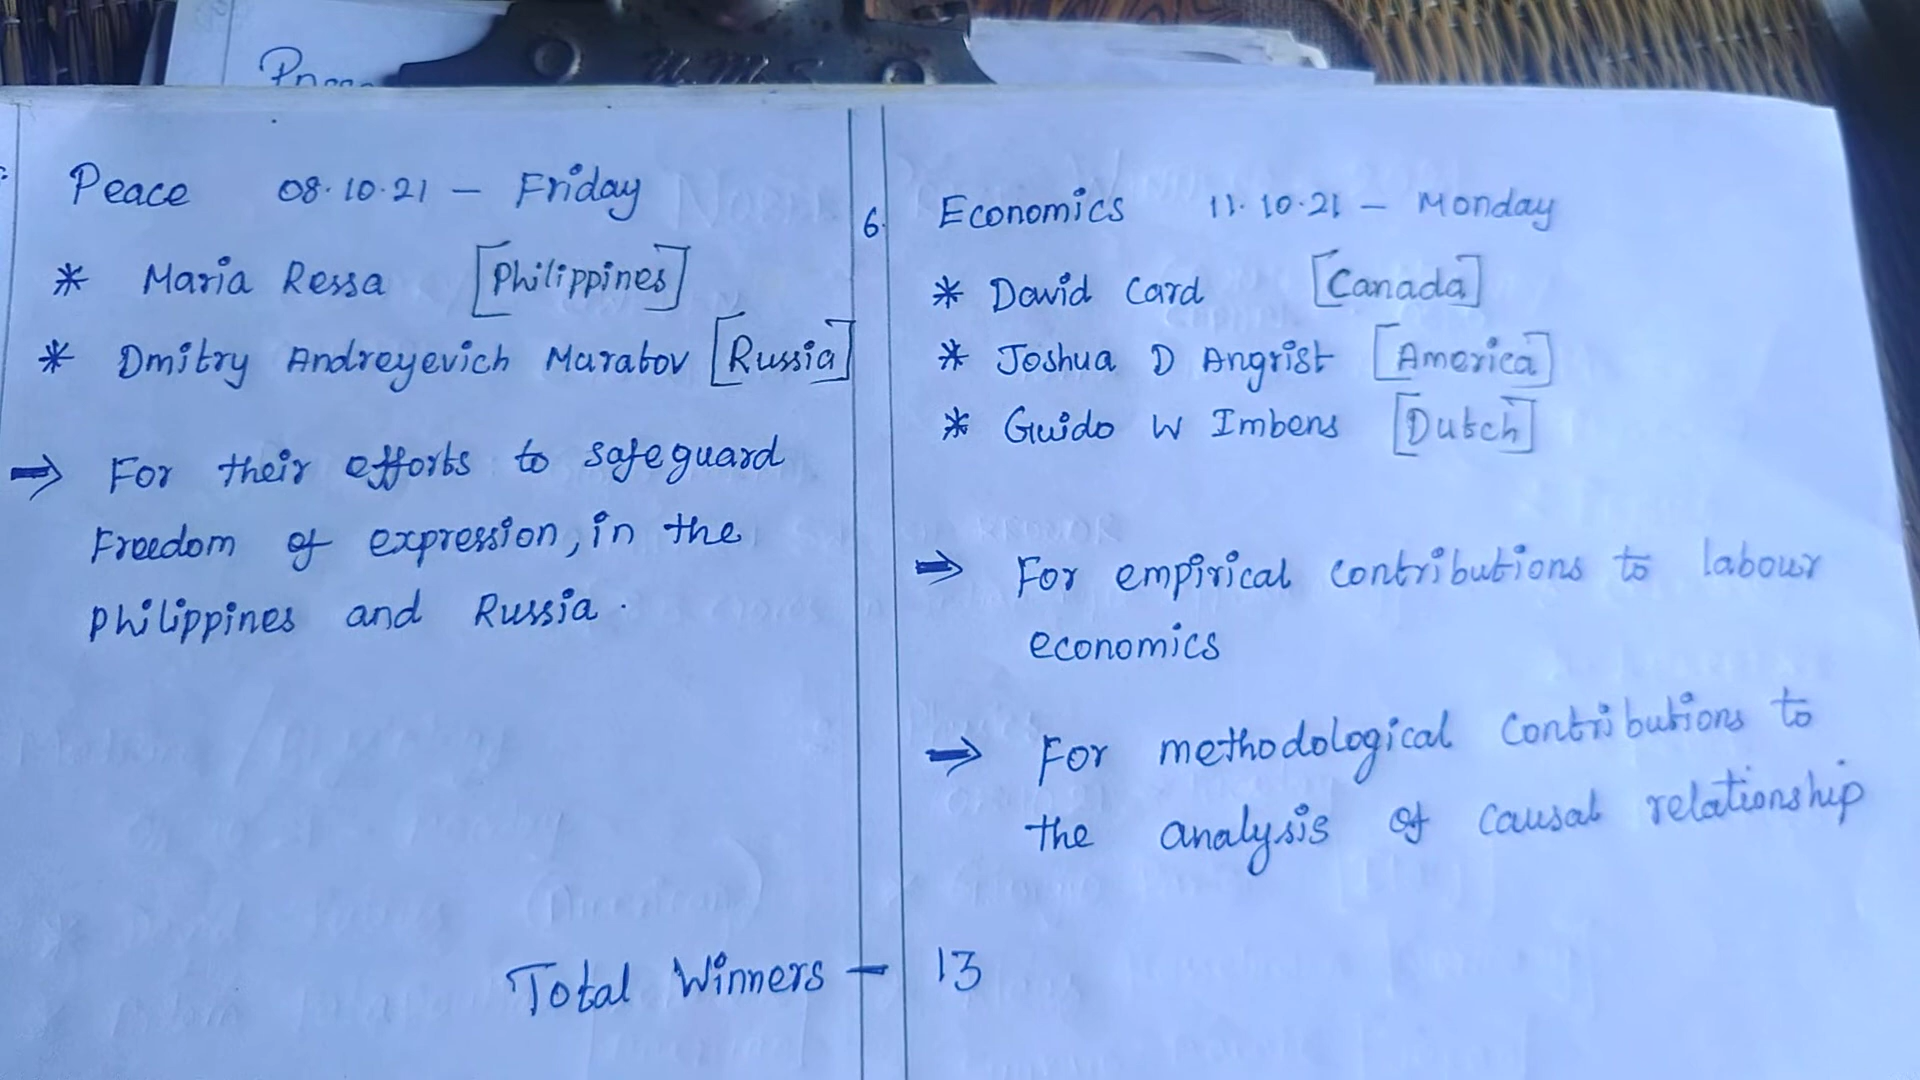 Peace 08.10.21 – Friday
* Maria Ressa [Philippines]
* Dmitry Andreyevich Muratov [Russia]
⇒ For their efforts to safeguard
Freedom of expression, in the
Philippines and Russia.
6. Economics 11.10.21 – Monday
* David Card [Canada]
* Joshua D Angrist [America]
* Guido W Imbens [Dutch]
⇒ For empirical contributions to labour
economics
⇒ For methodological contributions to
the analysis of causal relationship
Total Winners – 13